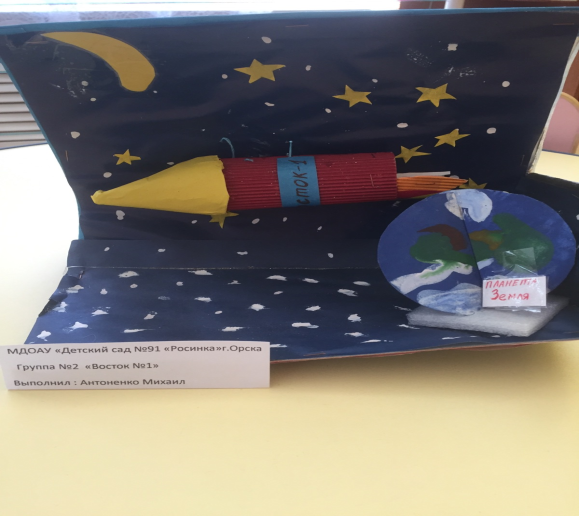 сток-1
ПЛАНЕТА
Земля
МДОАУ «Детский сад №91 «Росинка»г.Орска
Группа №2 «Восток №1»
Выполнил : Антоненко Михаил